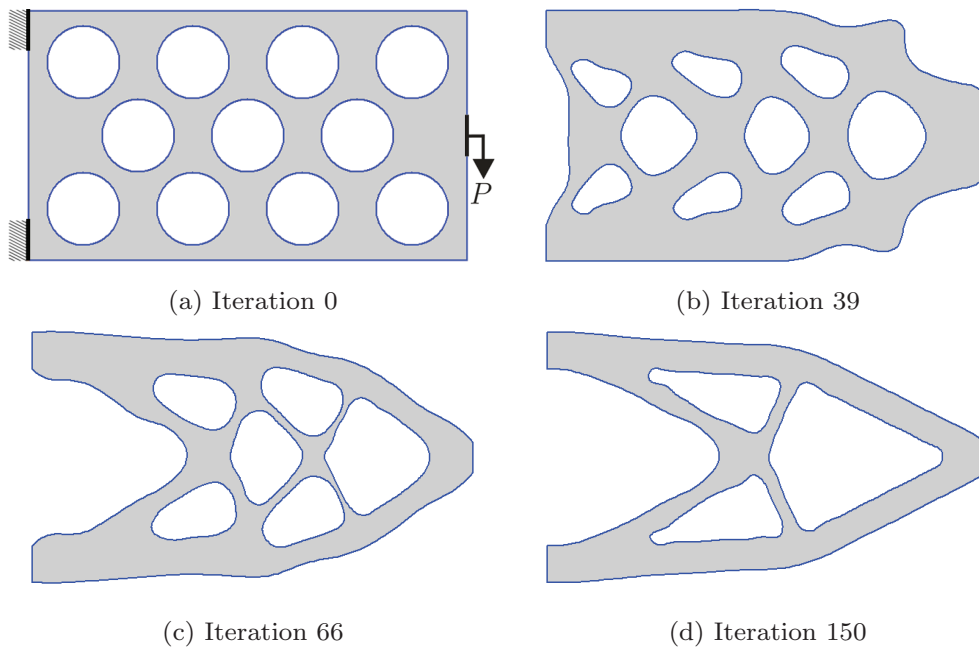 P
(a) Iteration 0
(b) Iteration 39
(c) Iteration 66
(d) Iteration 150